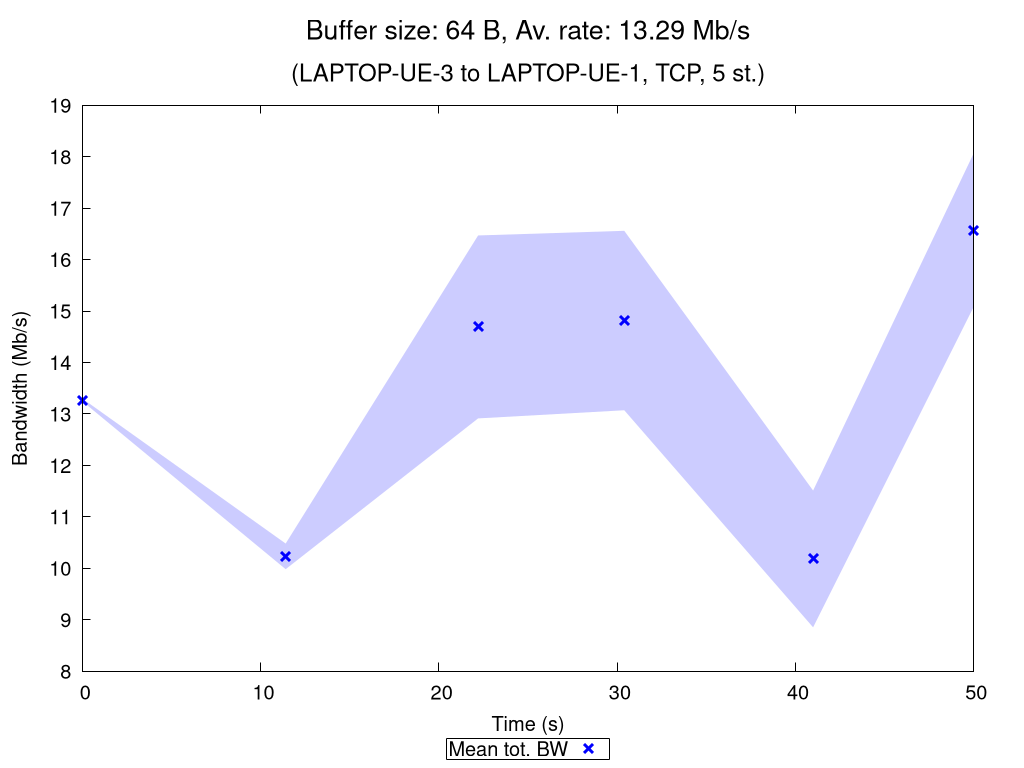 Buffer size: 64 B, Av. rate: 13.29 Mb/s
(LAPTOP-UE-3 to LAPTOP-UE-1, TCP, 5 st.)
19
18
17
16
15
14
13
12
11
10
9
8
Bandwidth (Mb/s)
0 10 20 30 40 50
Time (s)
Mean tot. BW